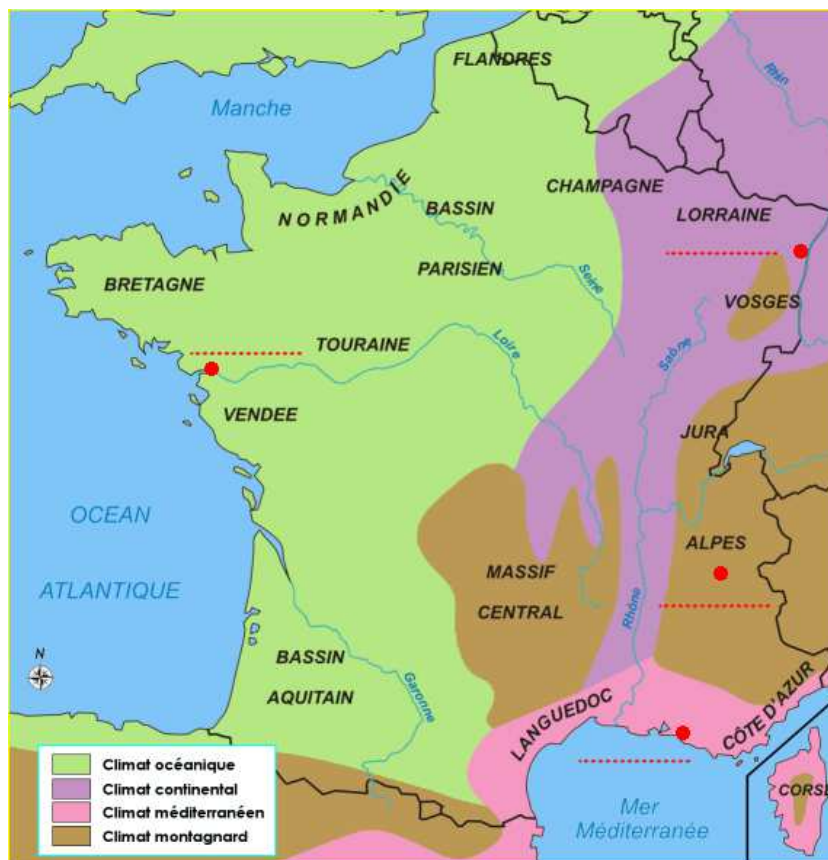 FLANDRES
Rhin
Manche
CHAMPAGNE
NORMANDIE
BASSIN
LORRAINE
PARISIEN
Seine
BRETAGNE
VOSGES
TOURAINE
Loire
Saône
VENDEE
JURA
OCEAN
ATLANTIQUE
ALPES
MASSIF
CENTRAL
Rhône
N
BASSIN
AQUITAIN
Garonne
LANGUEDOC
CÔTE D'AZUR
Climat océanique
Climat continental
Climat méditerranéen
Climat montagnard
Mer
Méditerranée
CORSE